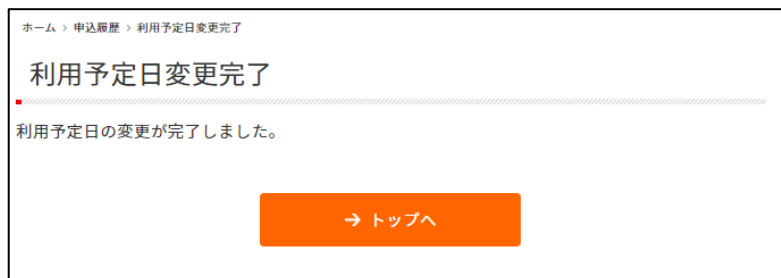 ホーム > 申込履歴 > 利用予定日変更完了
利用予定日変更完了
利用予定日の変更が完了しました。
→ トップへ